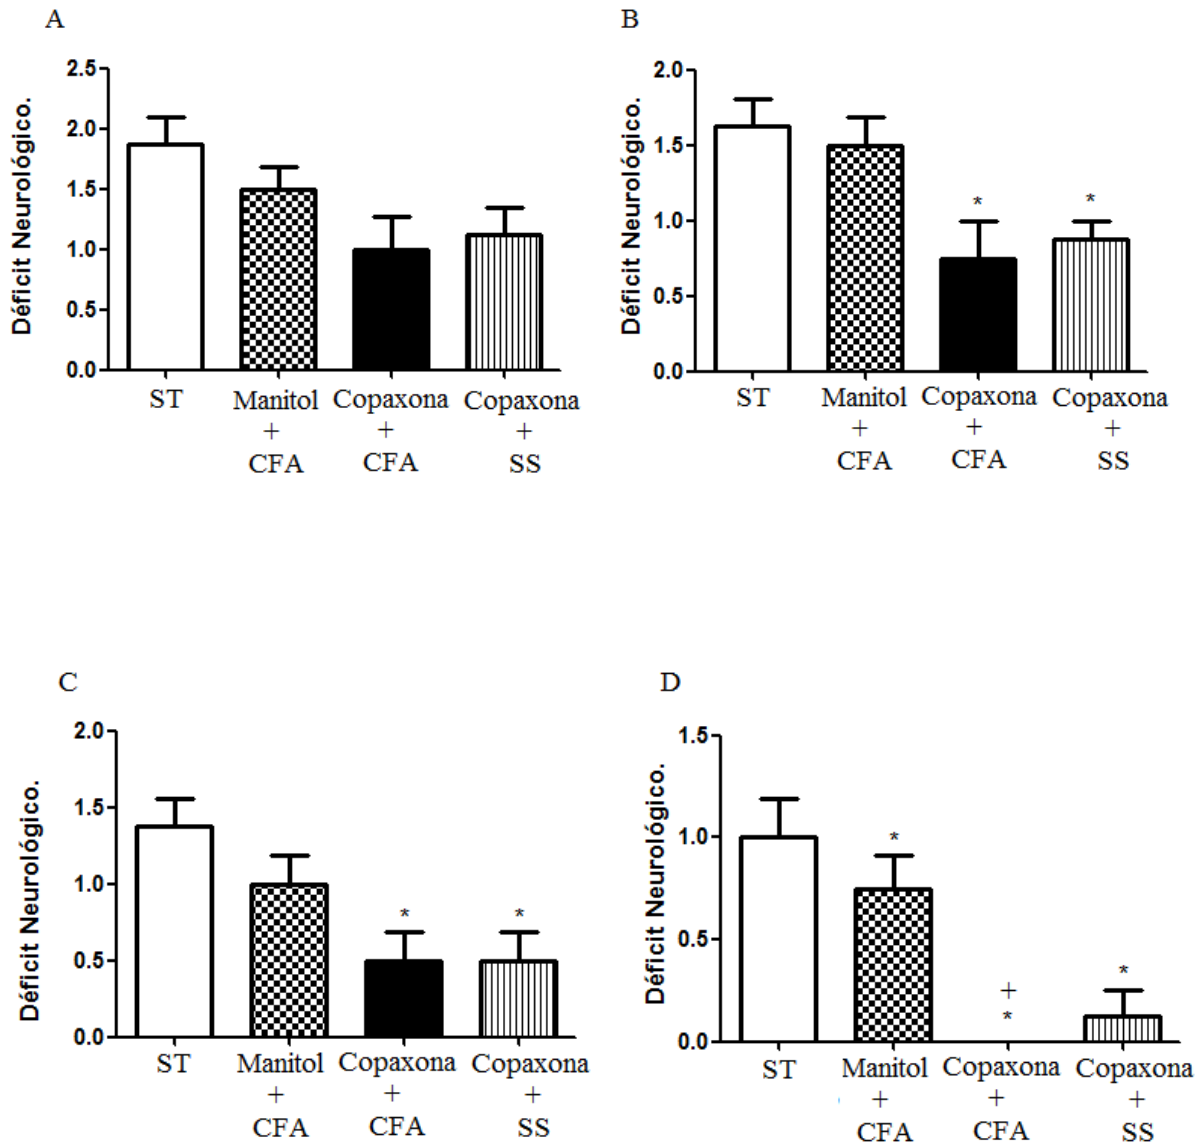 A
Déficit Neurológico.
2.5
2.0
1.5
1.0
0.5
0.0
ST
Manitol
+
CFA
Copaxona
+
CFA
Copaxona
+
SS
B
Déficit Neurológico.
2.0
1.5
1.0
0.5
0.0
*
*
ST
Manitol
+
CFA
Copaxona
+
CFA
Copaxona
+
SS
C
Déficit Neurológico.
2.0
1.5
1.0
0.5
0.0
*
*
ST
Manitol
+
CFA
Copaxona
+
CFA
Copaxona
+
SS
D
Déficit Neurológico.
1.5
1.0
0.5
0.0
*
+
*
*
ST
Manitol
+
CFA
Copaxona
+
CFA
Copaxona
+
SS